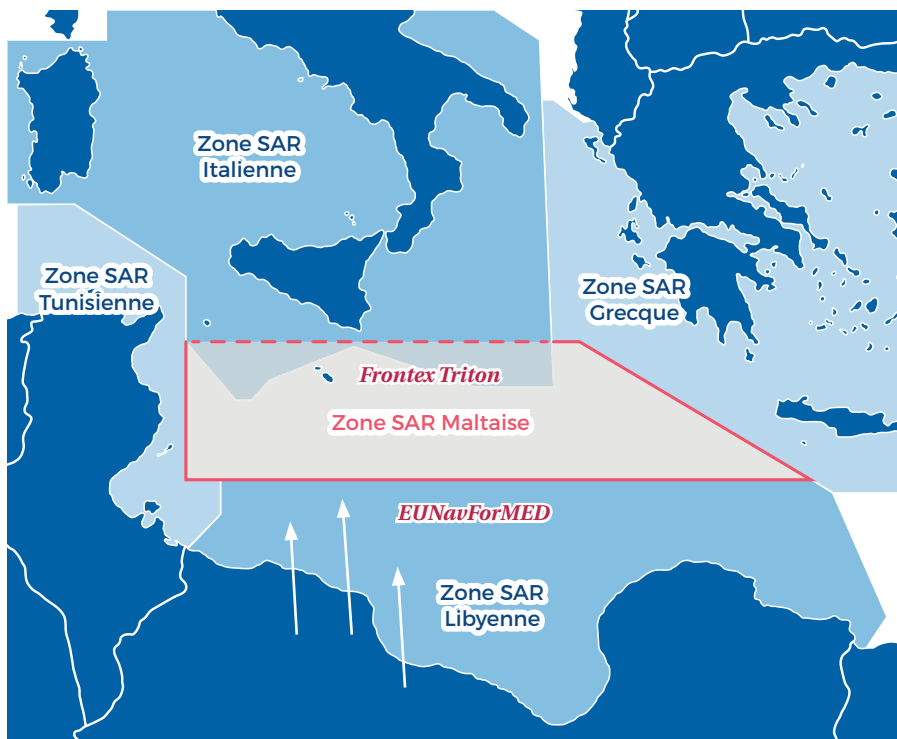 Zone SAR
Italienne
Zone SAR
Tunisienne
Zone SAR
Grecque
Frontex Triton
Zone SAR Maltaise
EUNavForMED
Zone SAR
Libyenne